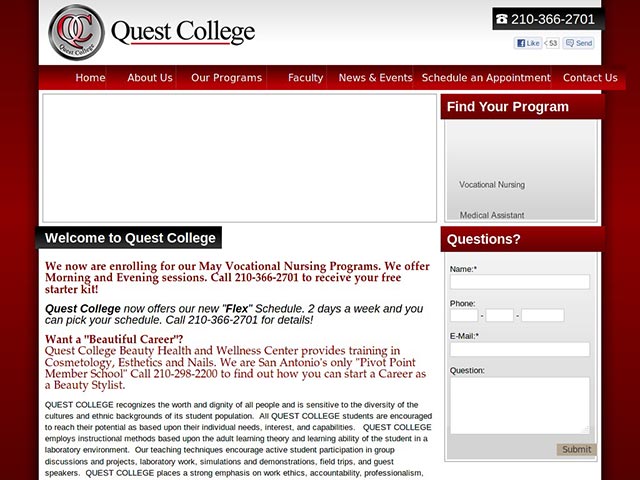 QC
Quest College
Quest College
210-366-2701
Like
53
Send
Home
About Us
Our Programs
Faculty
News & Events
Schedule an Appointment
Contact Us
Find Your Program
Vocational Nursing
Medical Assistant
Welcome to Quest College
We now are enrolling for our May Vocational Nursing Programs. We offer
Morning and Evening sessions. Call 210-366-2701 to receive your free
starter kit!
Quest College now offers our new "Flex" Schedule. 2 days a week and you
can pick your schedule. Call 210-366-2701 for details!
Want a "Beautiful Career"?
Quest College Beauty Health and Wellness Center provides training in
Cosmetology, Esthetics and Nails. We are San Antonio's only "Pivot Point
Member School" Call 210-298-2200 to find out how you can start a Career as
a Beauty Stylist.
QUEST COLLEGE recognizes the worth and dignity of all people and is sensitive to the diversity of the
cultures and ethnic backgrounds of its student population. All QUEST COLLEGE students are encouraged
to reach their potential as based upon their individual needs, interest, and capabilities. QUEST COLLEGE
employs instructional methods based upon the adult learning theory and learning ability of the student in a
laboratory environment. Our teaching techniques encourage active student participation in group
discussions and projects, laboratory work, simulations and demonstrations, field trips, and guest
speakers. QUEST COLLEGE places a strong emphasis on work ethics, accountability, professionalism,
Questions?
Name:*
Phone:
- -
E-Mail:*
Question:
Submit